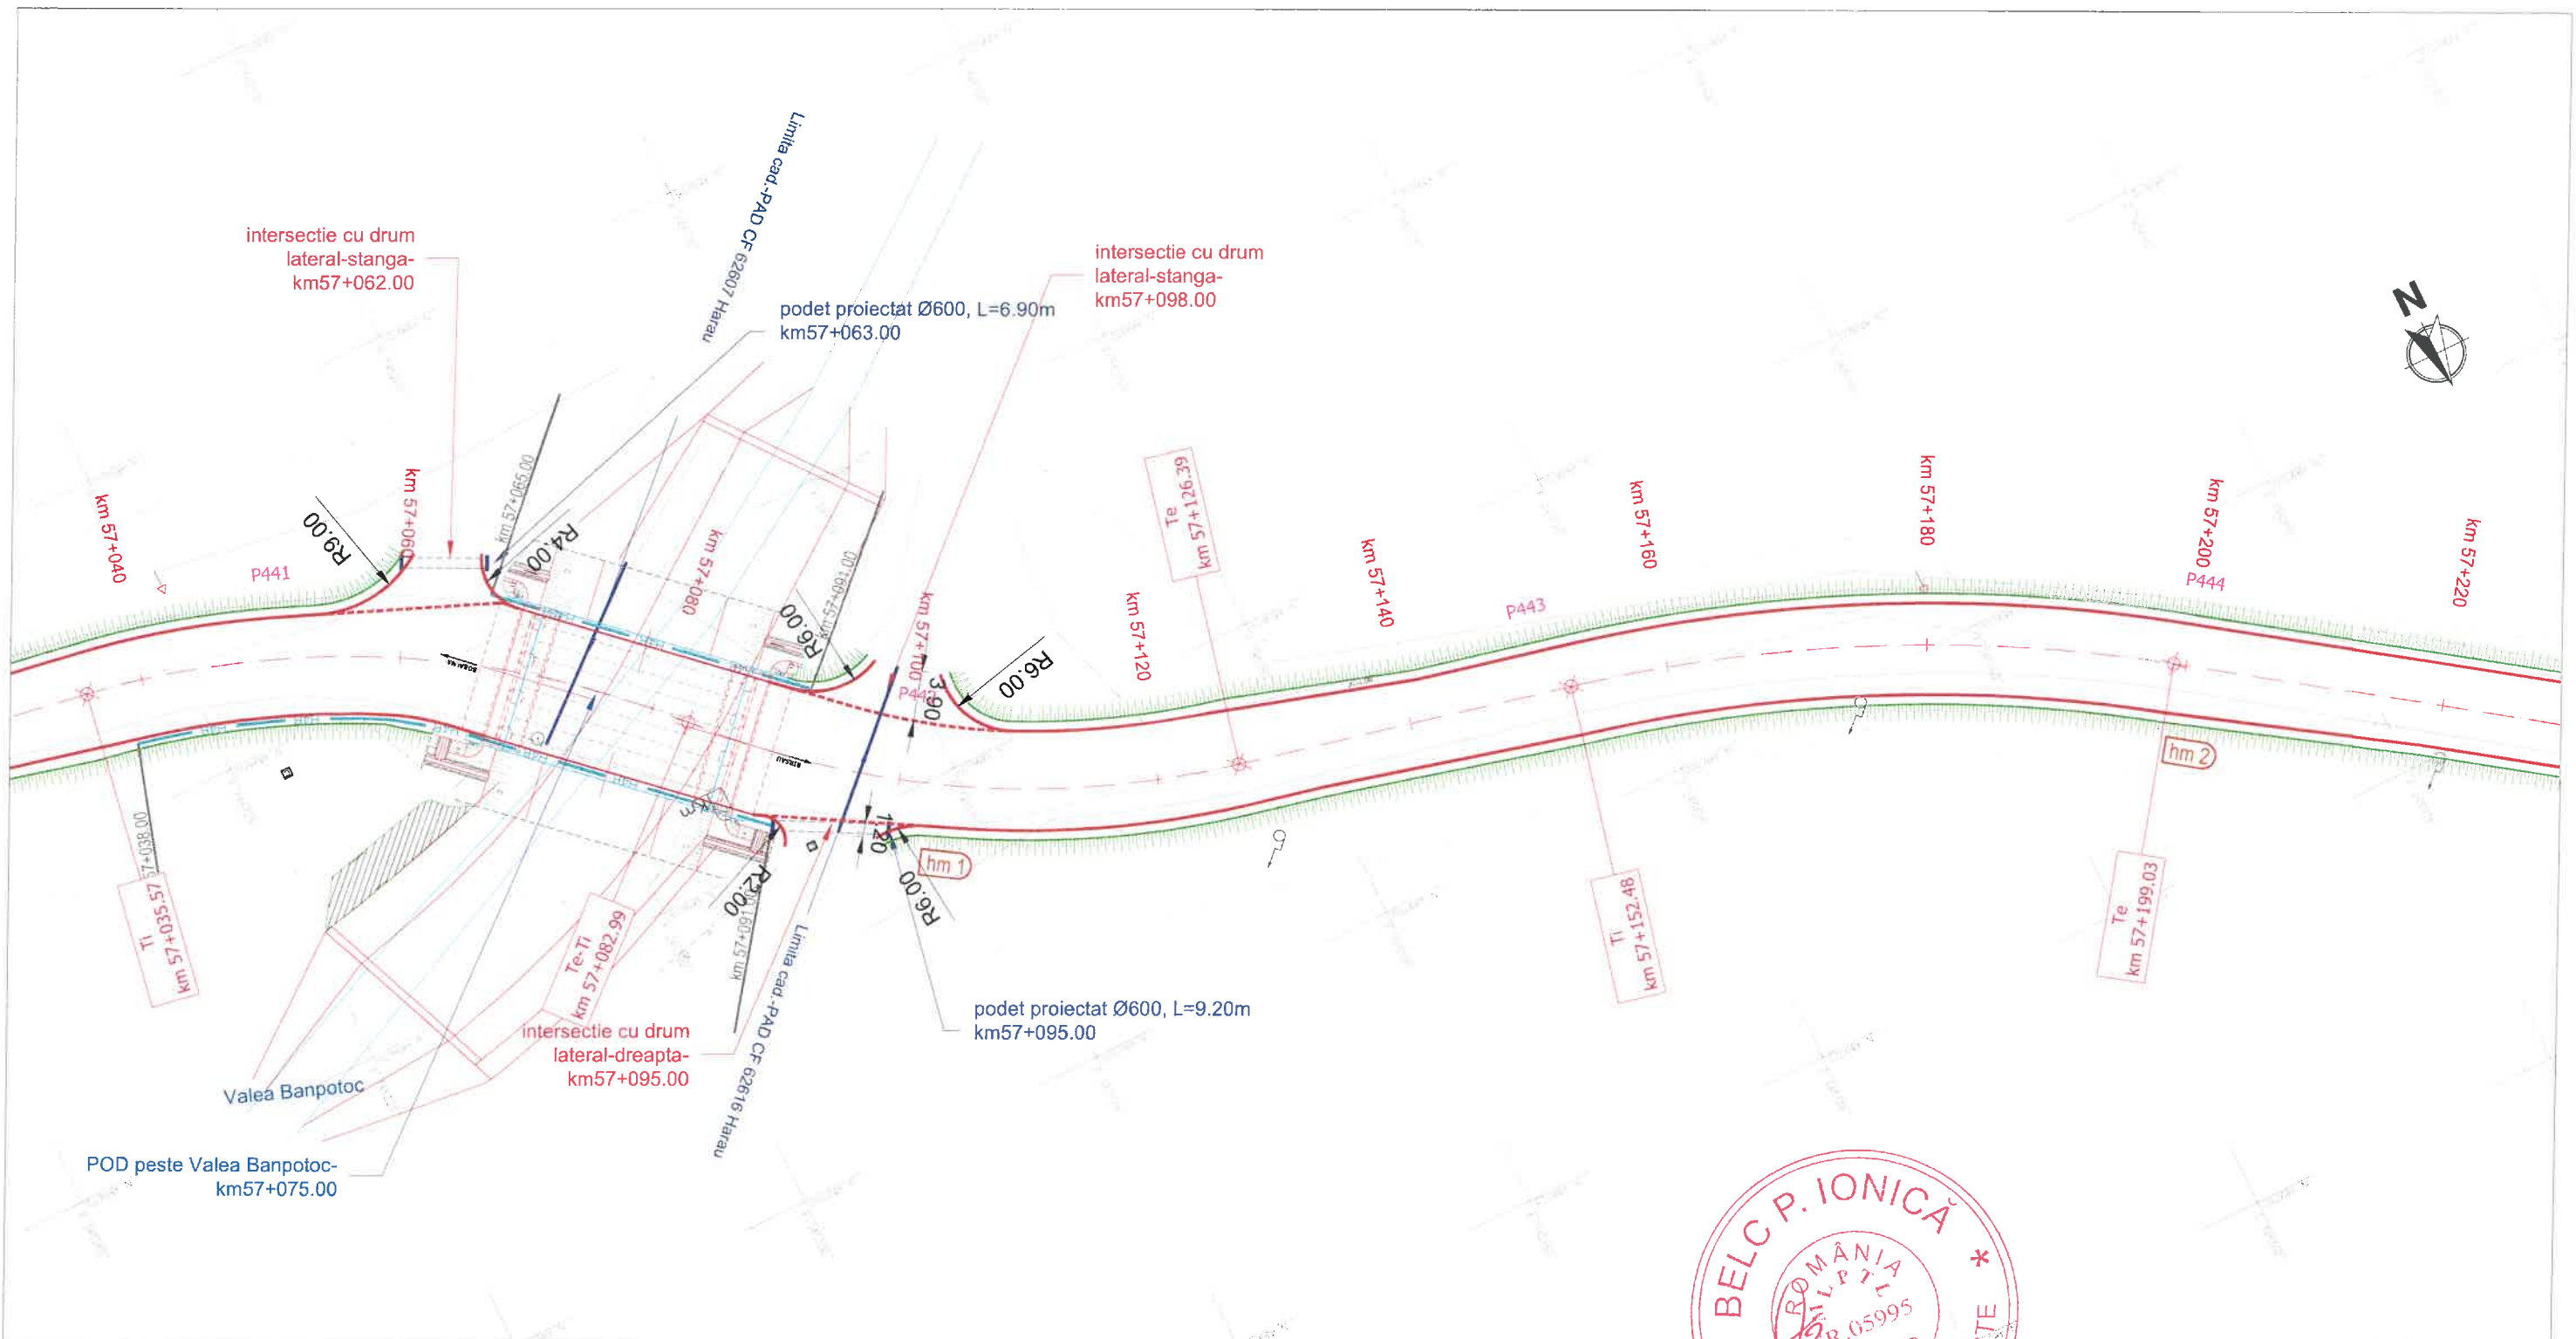 Limita cad.-PAD CF 62607 Harau
intersectie cu drum
lateral-stanga-
km57+062.00
intersectie cu drum
lateral-stanga-
km57+098.00
podet proiectat Ø600, L=6.90m
km57+063.00
N
km 57+040
km 57+060
km 57+065.00
km 57+080
km 57+091.00
km 57+100
km 57+120
Te
km 57+126.39
km 57+140
km 57+160
km 57+180
km 57+200
km 57+220
R9.00
R4.00
R6.00
R6.00
P441
P442
P443
P444
3.90
1.20
BIRSAU
hm 1
hm 2
57+038.00
Ti
km 57+035.57
Te-Ti
km 57+082.99
R2.00
km 57+091.00
R6.00
Ti
km 57+152.48
Te
km 57+199.03
Limita cad.-PAD CF 62616 Harau
podet proiectat Ø600, L=9.20m
km57+095.00
intersectie cu drum
lateral-dreapta-
km57+095.00
Valea Banpotoc
POD peste Valea Banpotoc-
km57+075.00
BELC P. IONICĂ *
ROMÂNIA
05995